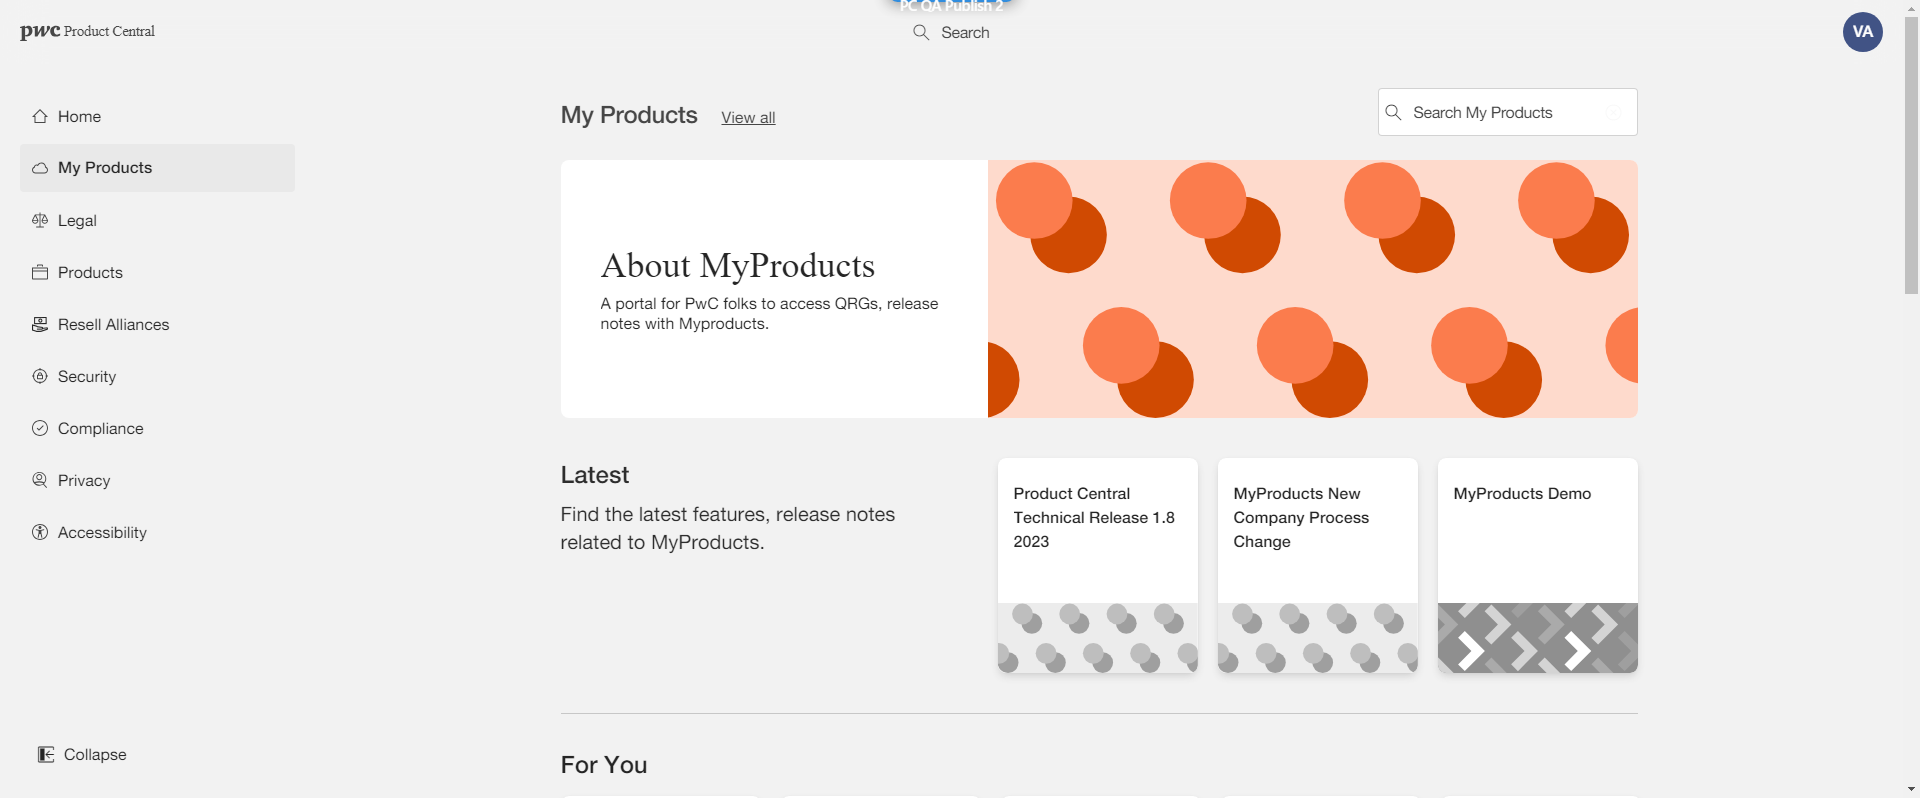 PC QA Publish 2
pwc Product Central
Search
VA
Home
My Products
Legal
Products
Resell Alliances
Security
Compliance
Privacy
Accessibility
Collapse
My Products View all
Search My Products
About MyProducts
A portal for PwC folks to access QRGs, release
notes with Myproducts.
Latest
Find the latest features, release notes
related to MyProducts.
Product Central
Technical Release 1.8
2023
MyProducts New
Company Process
Change
MyProducts Demo
For You